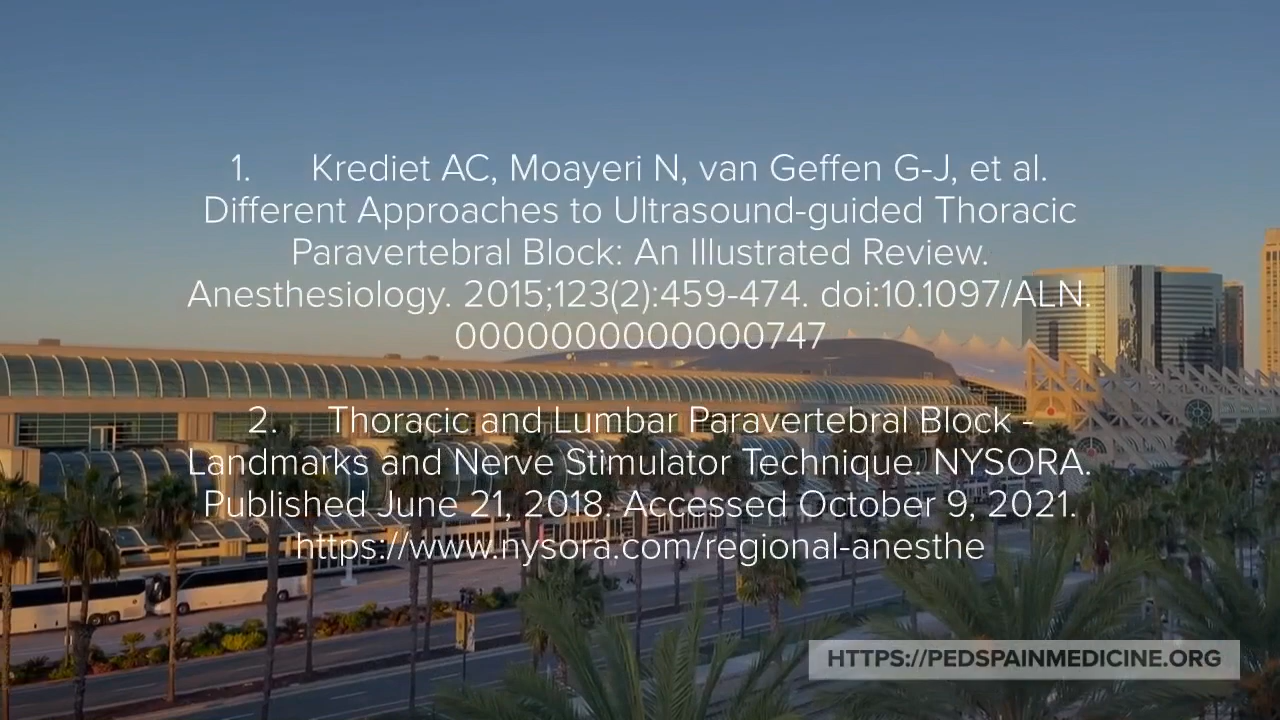 1. Krediet AC, Moayeri N, van Geffen G-J, et al.
Different Approaches to Ultrasound-guided Thoracic
Paravertebral Block: An Illustrated Review.
Anesthesiology. 2015;123(2):459-474. doi:10.1097/ALN.
0000000000000747
2. Thoracic and Lumbar Paravertebral Block -
Landmarks and Nerve Stimulator Technique. NYSORA.
Published June 21, 2018. Accessed October 9, 2021.
https://www.nysora.com/regional-anesthe
HTTPS://PEDSPAINMEDICINE.ORG